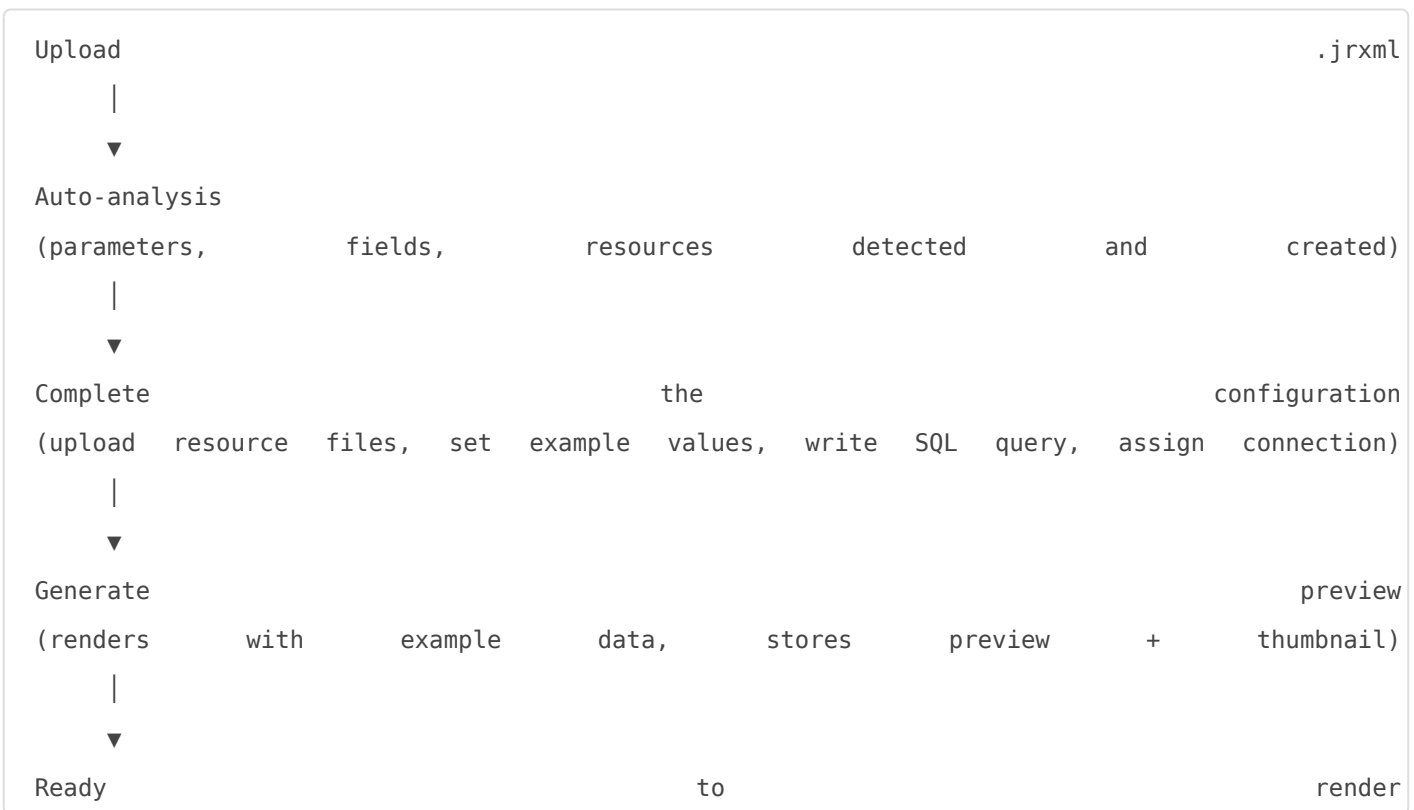 Upload .jrxml
│
▼
Auto-analysis
(parameters, fields, resources detected and created)
│
▼
Complete the configuration
(upload resource files, set example values, write SQL query, assign connection)
│
▼
Generate preview
(renders with example data, stores preview + thumbnail)
│
▼
Ready to render